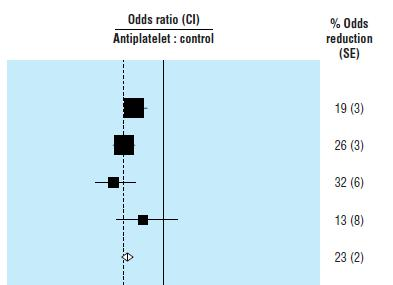 Odds ratio (CI)
Antiplatelet : control
% Odds
reduction
(SE)
19 (3)
26 (3)
32 (6)
13 (8)
23 (2)